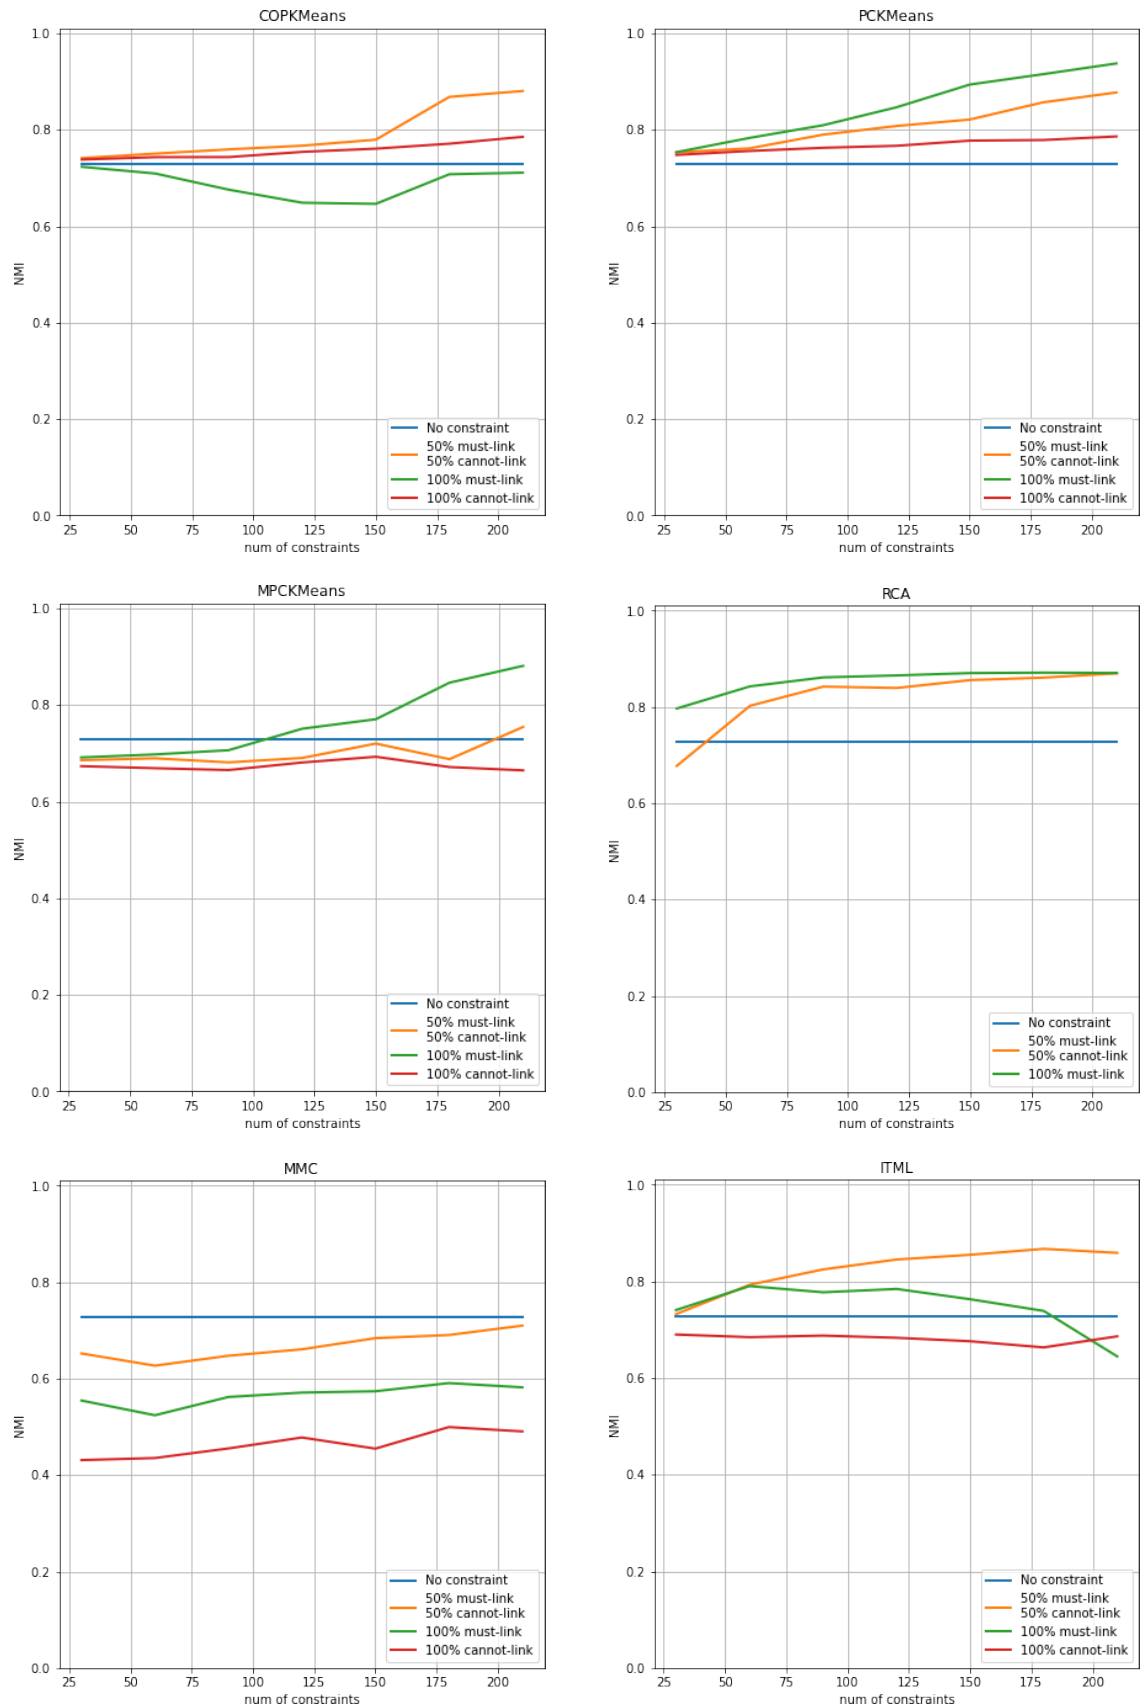 COPKMeans
1.0
0.8
0.6
0.4
0.2
0.0
NMI
No constraint
50% must-link
50% cannot-link
100% must-link
100% cannot-link
25 50 75 100 125 150 175 200
num of constraints
PCKMeans
1.0
0.8
0.6
0.4
0.2
0.0
NMI
No constraint
50% must-link
50% cannot-link
100% must-link
100% cannot-link
25 50 75 100 125 150 175 200
num of constraints
MPCKMeans
1.0
0.8
0.6
0.4
0.2
0.0
NMI
No constraint
50% must-link
50% cannot-link
100% must-link
100% cannot-link
25 50 75 100 125 150 175 200
num of constraints
RCA
1.0
0.8
0.6
0.4
0.2
0.0
NMI
No constraint
50% must-link
50% cannot-link
100% must-link
25 50 75 100 125 150 175 200
num of constraints
MMC
1.0
0.8
0.6
0.4
0.2
0.0
NMI
No constraint
50% must-link
50% cannot-link
100% must-link
100% cannot-link
25 50 75 100 125 150 175 200
num of constraints
ITML
1.0
0.8
0.6
0.4
0.2
0.0
NMI
No constraint
50% must-link
50% cannot-link
100% must-link
100% cannot-link
25 50 75 100 125 150 175 200
num of constraints